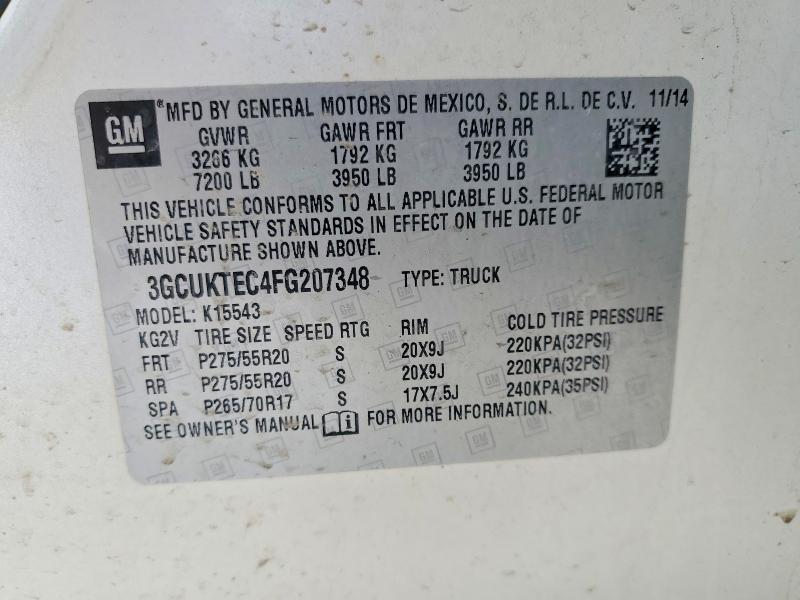 GM ® MFD BY GENERAL MOTORS DE MEXICO, S. DE R.L. DE C.V. 11/14
GVWR GAWR FRT GAWR RR
3266 KG 1792 KG 1792 KG
7200 LB 3950 LB 3950 LB
THIS VEHICLE CONFORMS TO ALL APPLICABLE U.S. FEDERAL MOTOR
VEHICLE SAFETY STANDARDS IN EFFECT ON THE DATE OF
MANUFACTURE SHOWN ABOVE.
3GCUKTEC4FG207348 TYPE: TRUCK
MODEL: K15543
KG2V TIRE SIZE SPEED RTG RIM COLD TIRE PRESSURE
FRT P275/55R20 S 20X9J 220KPA(32PSI)
RR P275/55R20 S 20X9J 220KPA(32PSI)
SPA P265/70R17 S 17X7.5J 240KPA(35PSI)
SEE OWNER'S MANUAL FOR MORE INFORMATION.